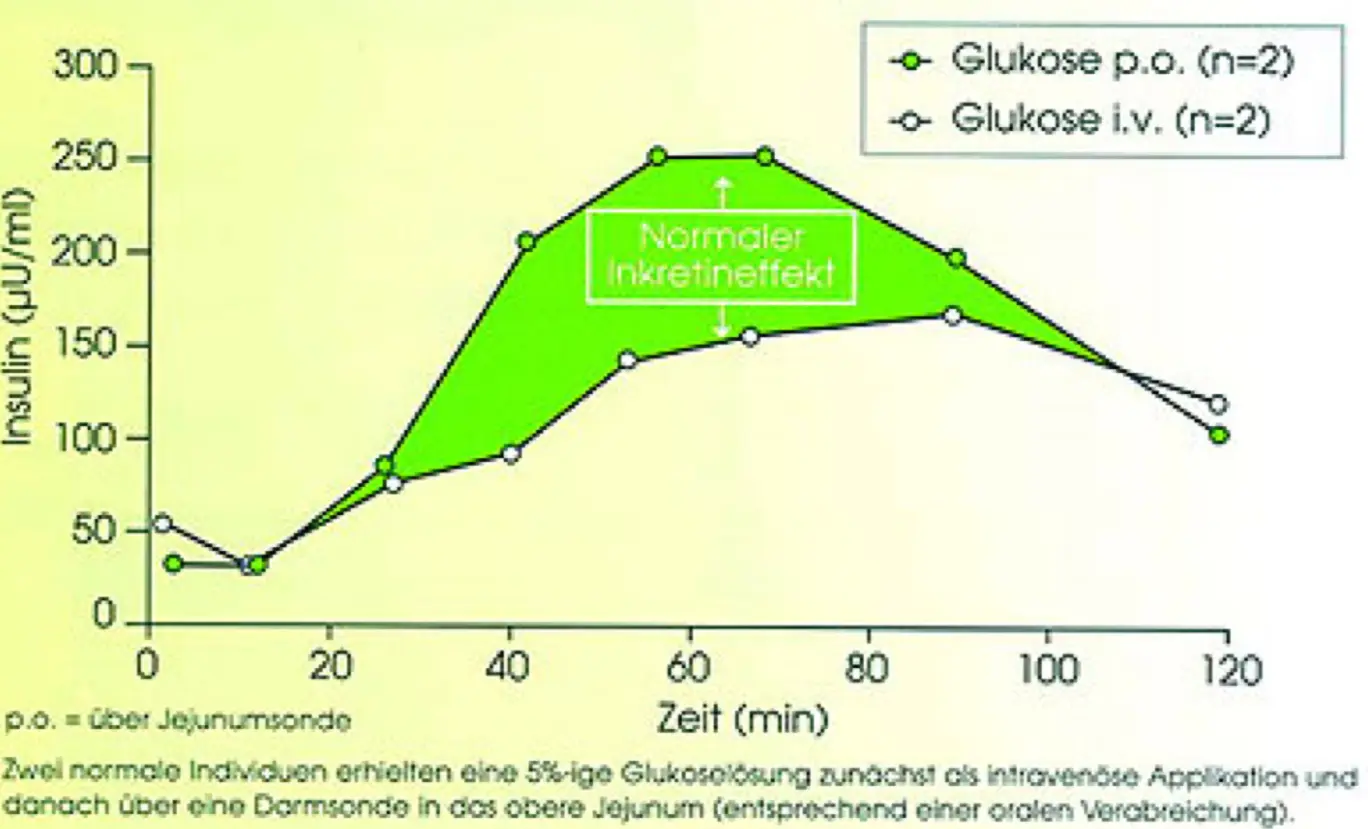 Glukose p.o. (n=2)
Glukose i.v. (n=2)
300
250
200
150
100
50
0
Insulin (µU/ml)
Normaler
Inkretineffekt
0 20 40 60 80 100 120
Zeit (min)
p.o. = über Jejunumsonde
Zwei normale Individuen erhielten eine 5%-ige Glukoselösung zunächst als intravenöse Applikation und
danach über eine Darmsonde in das obere Jejunum (entsprechend einer oralen Verabreichung).